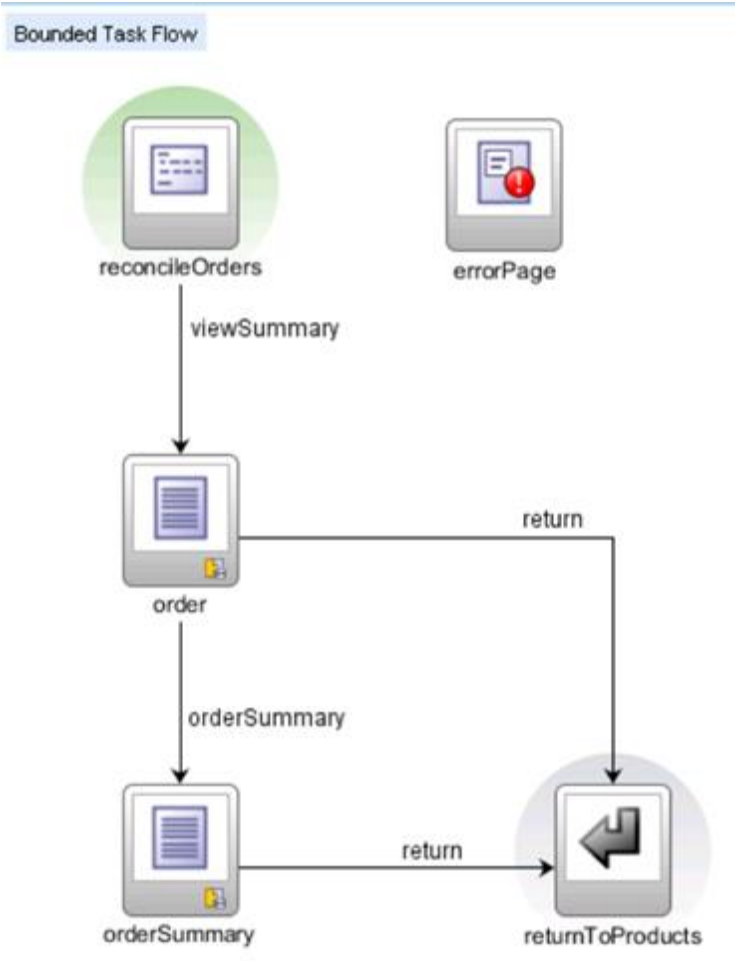 Bounded Task Flow
reconcileOrders
errorPage
viewSummary
return
order
orderSummary
return
orderSummary
returnToProducts